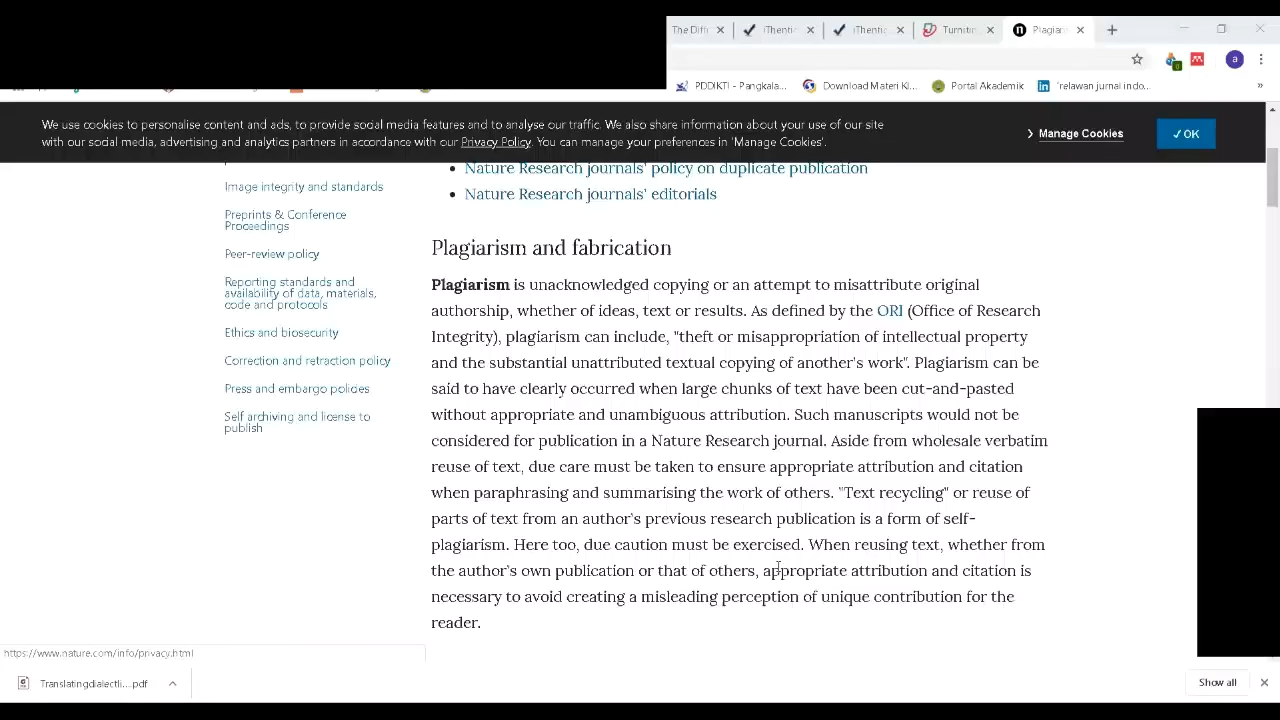 The Diff
iThentic
iThentic
Turnitin
Plagiari
a
PDDIKTI - Pangkala...
Download Materi Kl...
Portal Akademik
'relawan jurnal indo...
»
We use cookies to personalise content and ads, to provide social media features and to analyse our traffic. We also share information about your use of our site
with our social media, advertising and analytics partners in accordance with our Privacy Policy. You can manage your preferences in 'Manage Cookies'.
Manage Cookies
✓OK
Nature Research journals' policy on duplicate publication
Nature Research journals' editorials
Image integrity and standards
Preprints & Conference
Proceedings
Peer-review policy
Reporting standards and
availability of data, materials,
code and protocols
Ethics and biosecurity
Correction and retraction policy
Press and embargo policies
Self archiving and license to
publish
Plagiarism and fabrication
Plagiarism is unacknowledged copying or an attempt to misattribute original
authorship, whether of ideas, text or results. As defined by the ORI (Office of Research
Integrity), plagiarism can include, "theft or misappropriation of intellectual property
and the substantial unattributed textual copying of another's work". Plagiarism can be
said to have clearly occurred when large chunks of text have been cut-and-pasted
without appropriate and unambiguous attribution. Such manuscripts would not be
considered for publication in a Nature Research journal. Aside from wholesale verbatim
reuse of text, due care must be taken to ensure appropriate attribution and citation
when paraphrasing and summarising the work of others. "Text recycling" or reuse of
parts of text from an author's previous research publication is a form of self-
plagiarism. Here too, due caution must be exercised. When reusing text, whether from
the author's own publication or that of others, appropriate attribution and citation is
necessary to avoid creating a misleading perception of unique contribution for the
reader.
https://www.nature.com/info/privacy.html
Translatingdialectli....pdf
Show all